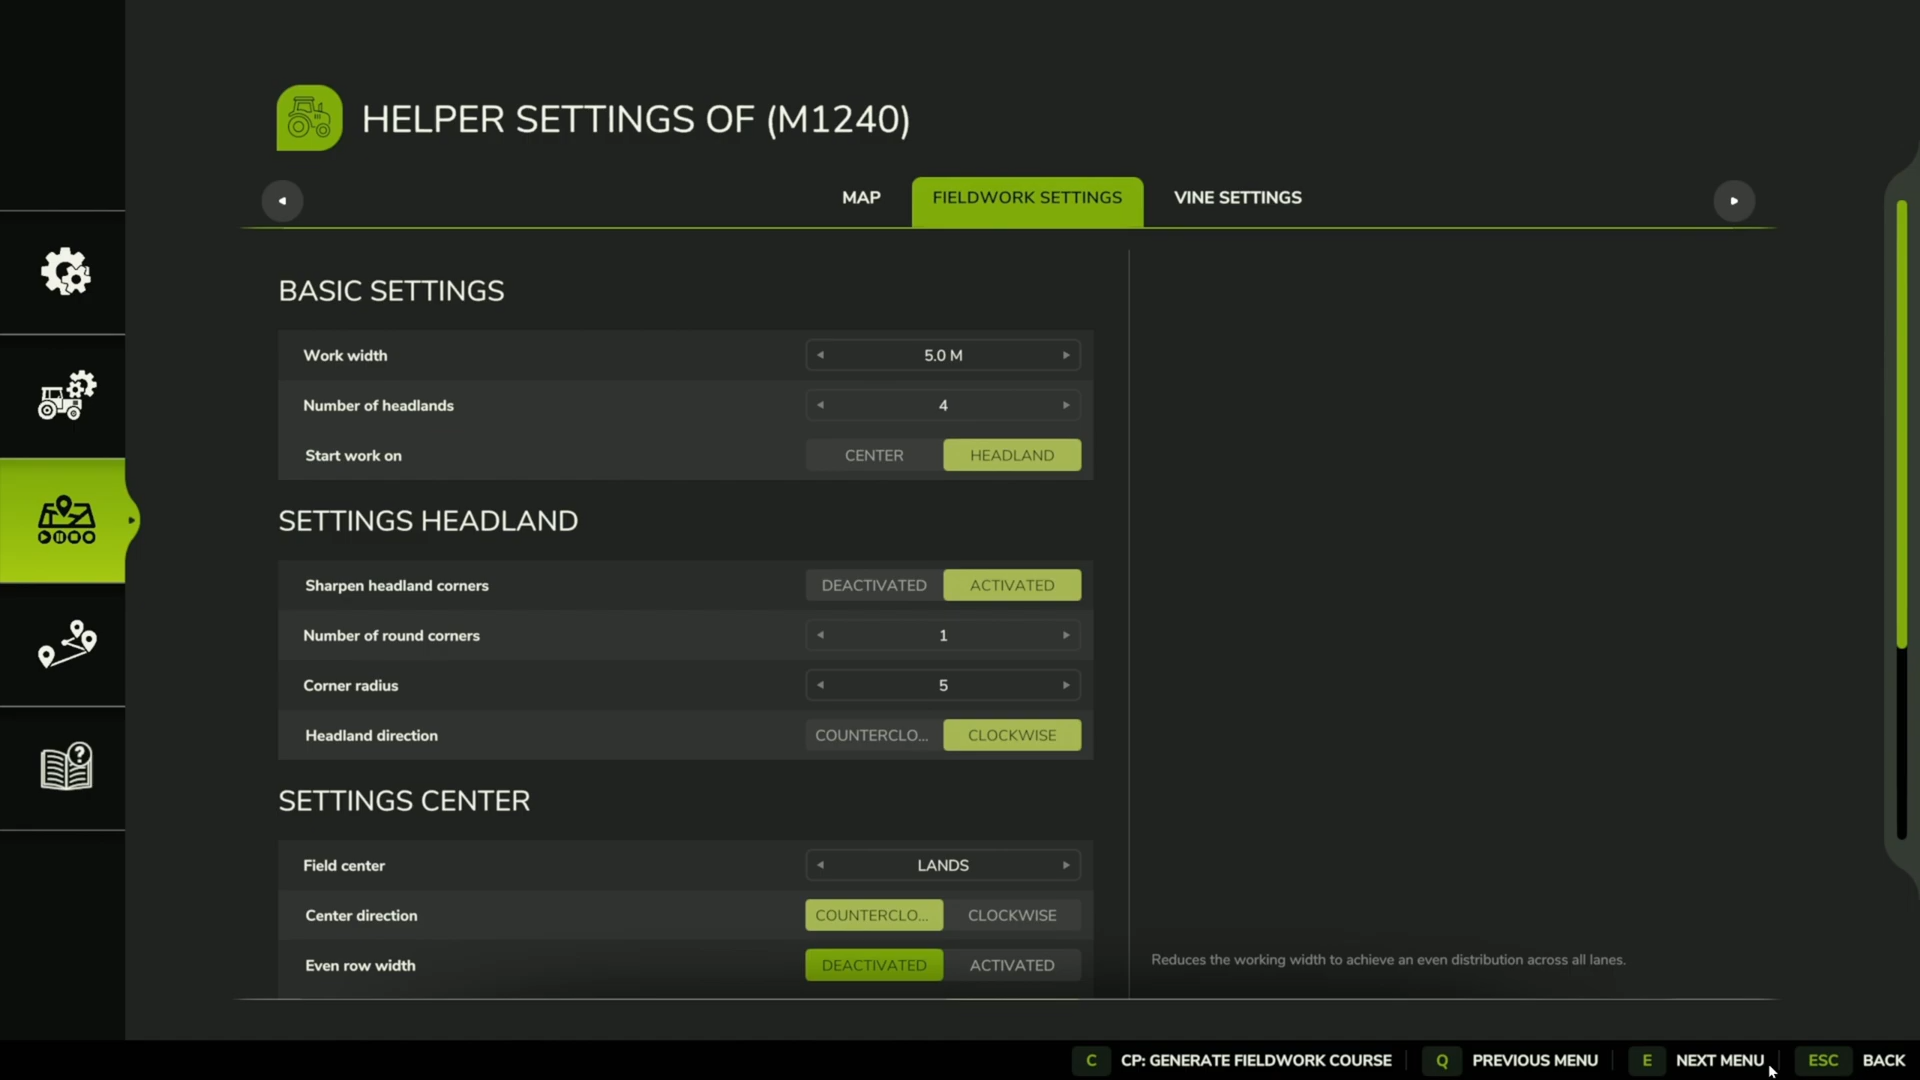 HELPER SETTINGS OF (M1240)
MAP FIELDWORK SETTINGS VINE SETTINGS
BASIC SETTINGS
Work width 5.0 M
Number of headlands 4
Start work on CENTER HEADLAND
SETTINGS HEADLAND
Sharpen headland corners DEACTIVATED ACTIVATED
Number of round corners 1
Corner radius 5
Headland direction COUNTERCLO... CLOCKWISE
SETTINGS CENTER
Field center LANDS
Center direction COUNTERCLO... CLOCKWISE
Even row width DEACTIVATED ACTIVATED
Reduces the working width to achieve an even distribution across all lanes.
C CP: GENERATE FIELDWORK COURSE Q PREVIOUS MENU E NEXT MENU ESC BACK